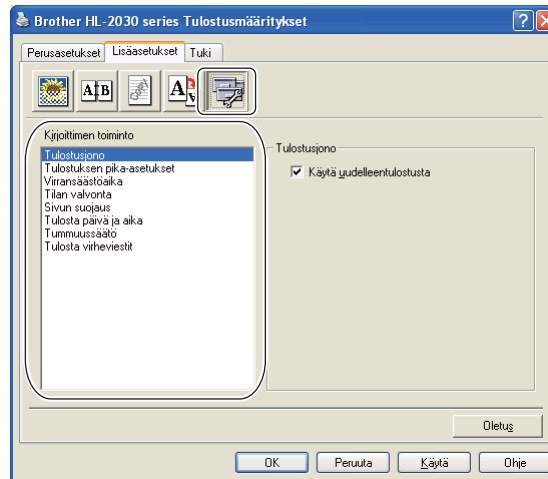 Brother HL-2030 series Tulostusmääritykset
Perusasetukset Lisäasetukset Tuki
A B
A
Kirjoittimen toiminto
Tulostusjono
Tulostuksen pika-asetukset
Virransäästöaika
Tilan valvonta
Sivun suojaus
Tulosta päivä ja aika
Tummuussäätö
Tulosta virheviestit
Tulostusjono
Käytä uudelleentulostusta
Oletus
OK Peruuta Käytä Ohje